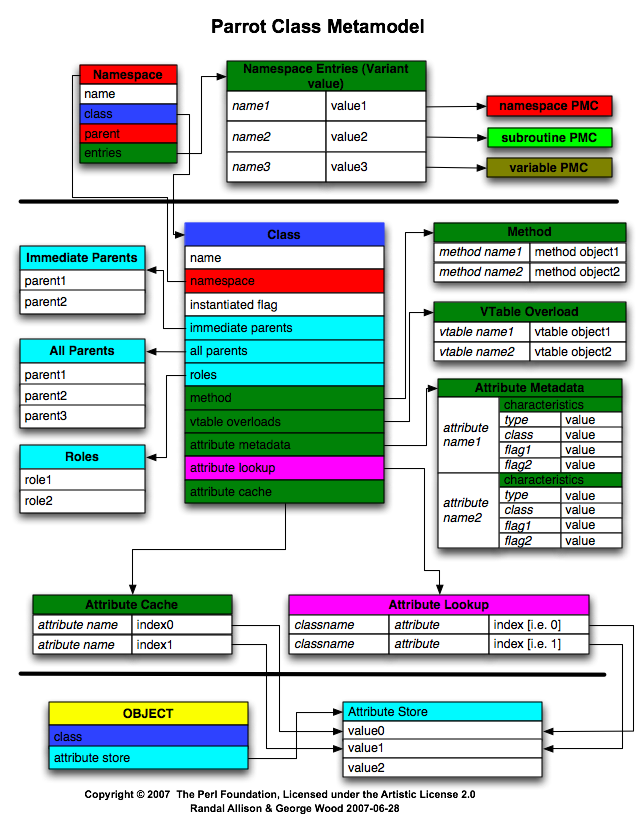 Parrot Class Metamodel
Namespace
name
class
parent
entries
Namespace Entries (Variant
value)
name1 value1
name2 value2
name3 value3
namespace PMC
subroutine PMC
variable PMC
Class
name
namespace
instantiated flag
immediate parents
all parents
roles
method
vtable overloads
attribute metadata
attribute lookup
attribute cache
Immediate Parents
parent1
parent2
All Parents
parent1
parent2
parent3
Roles
role1
role2
Method
method name1 method object1
method name2 method object2
VTable Overload
vtable name1 vtable object1
vtable name2 vtable object2
Attribute Metadata
attribute
name1
characteristics
type value
class value
flag1 value
flag2 value
attribute
name2
characteristics
type value
class value
flag1 value
flag2 value
Attribute Cache
attribute name index0
atribute name index1
Attribute Lookup
classname attribute index [i.e. 0]
classname attribute index [i.e. 1]
OBJECT
class
attribute store
Attribute Store
value0
value1
value2
Copyright © 2007 The Perl Foundation, Licensed under the Artistic License 2.0
Randal Allison & George Wood 2007-06-28